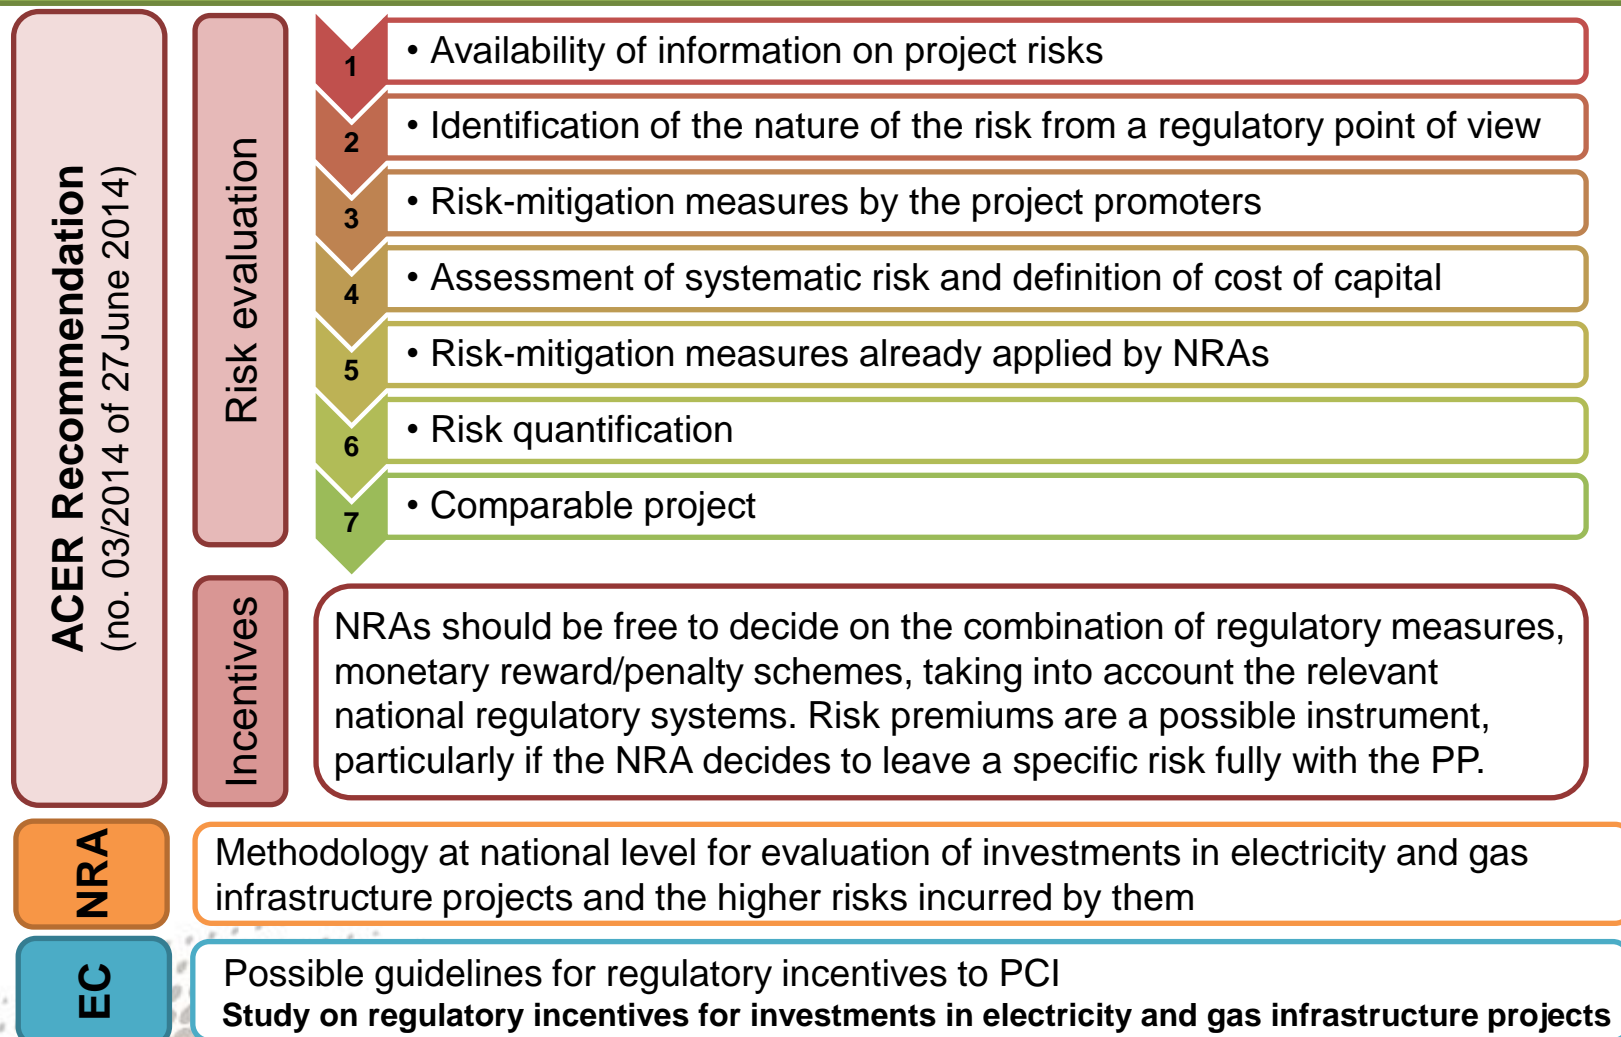 ACER Recommendation
(no. 03/2014 of 27June 2014)
Risk evaluation
1
• Availability of information on project risks
2
• Identification of the nature of the risk from a regulatory point of view
3
• Risk-mitigation measures by the project promoters
4
• Assessment of systematic risk and definition of cost of capital
5
• Risk-mitigation measures already applied by NRAs
6
• Risk quantification
7
• Comparable project
Incentives
NRAs should be free to decide on the combination of regulatory measures,
monetary reward/penalty schemes, taking into account the relevant
national regulatory systems. Risk premiums are a possible instrument,
particularly if the NRA decides to leave a specific risk fully with the PP.
NRA
Methodology at national level for evaluation of investments in electricity and gas
infrastructure projects and the higher risks incurred by them
EC
Possible guidelines for regulatory incentives to PCI
Study on regulatory incentives for investments in electricity and gas infrastructure projects